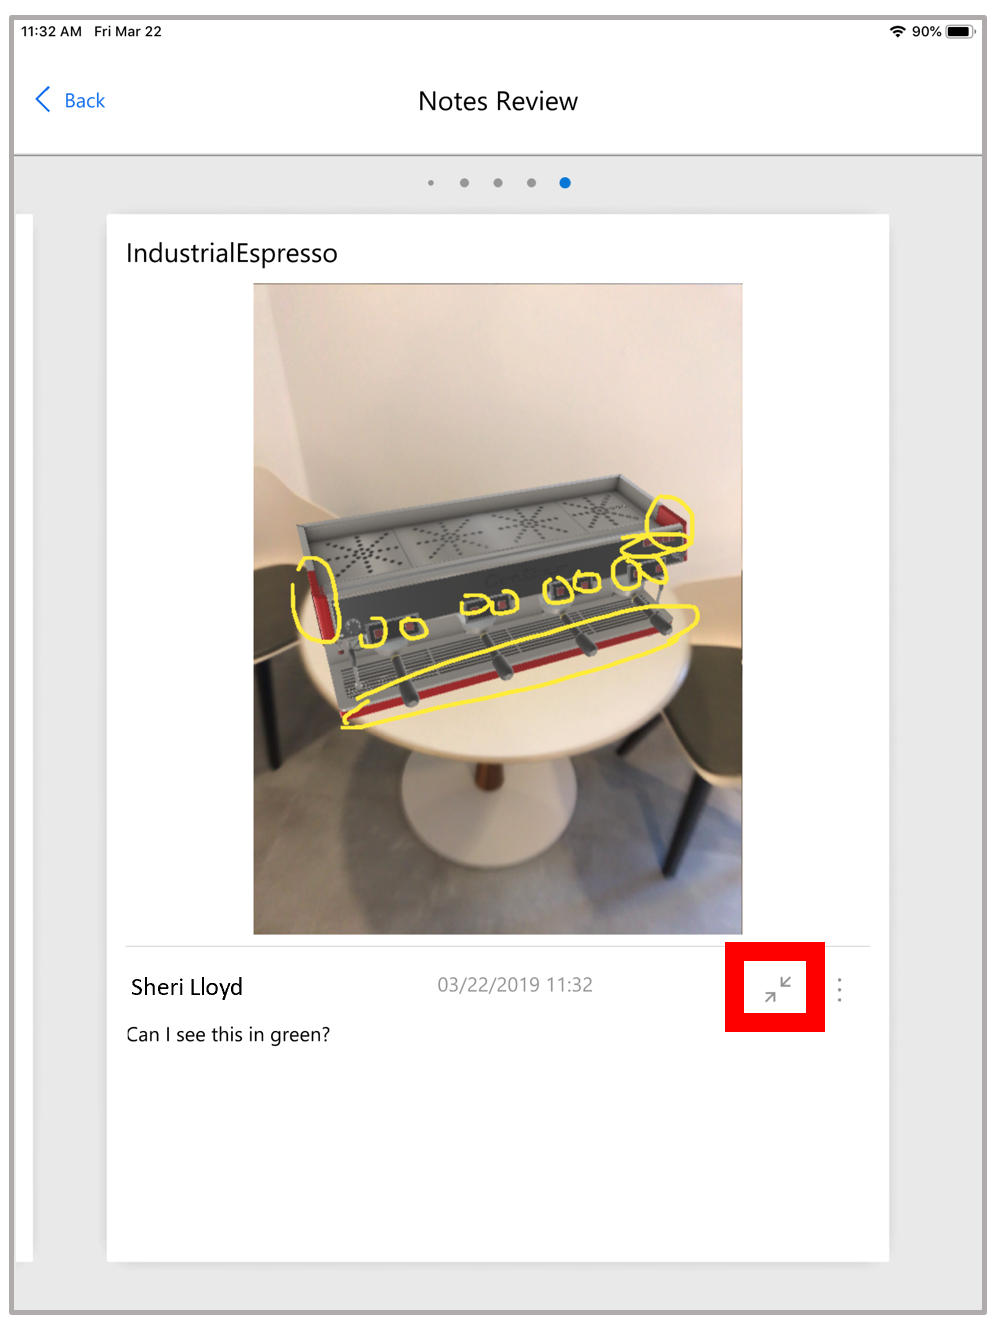 11:32 AM Fri Mar 22 90%
Back Notes Review
IndustrialEspresso
Sheri Lloyd 03/22/2019 11:32
Can I see this in green?